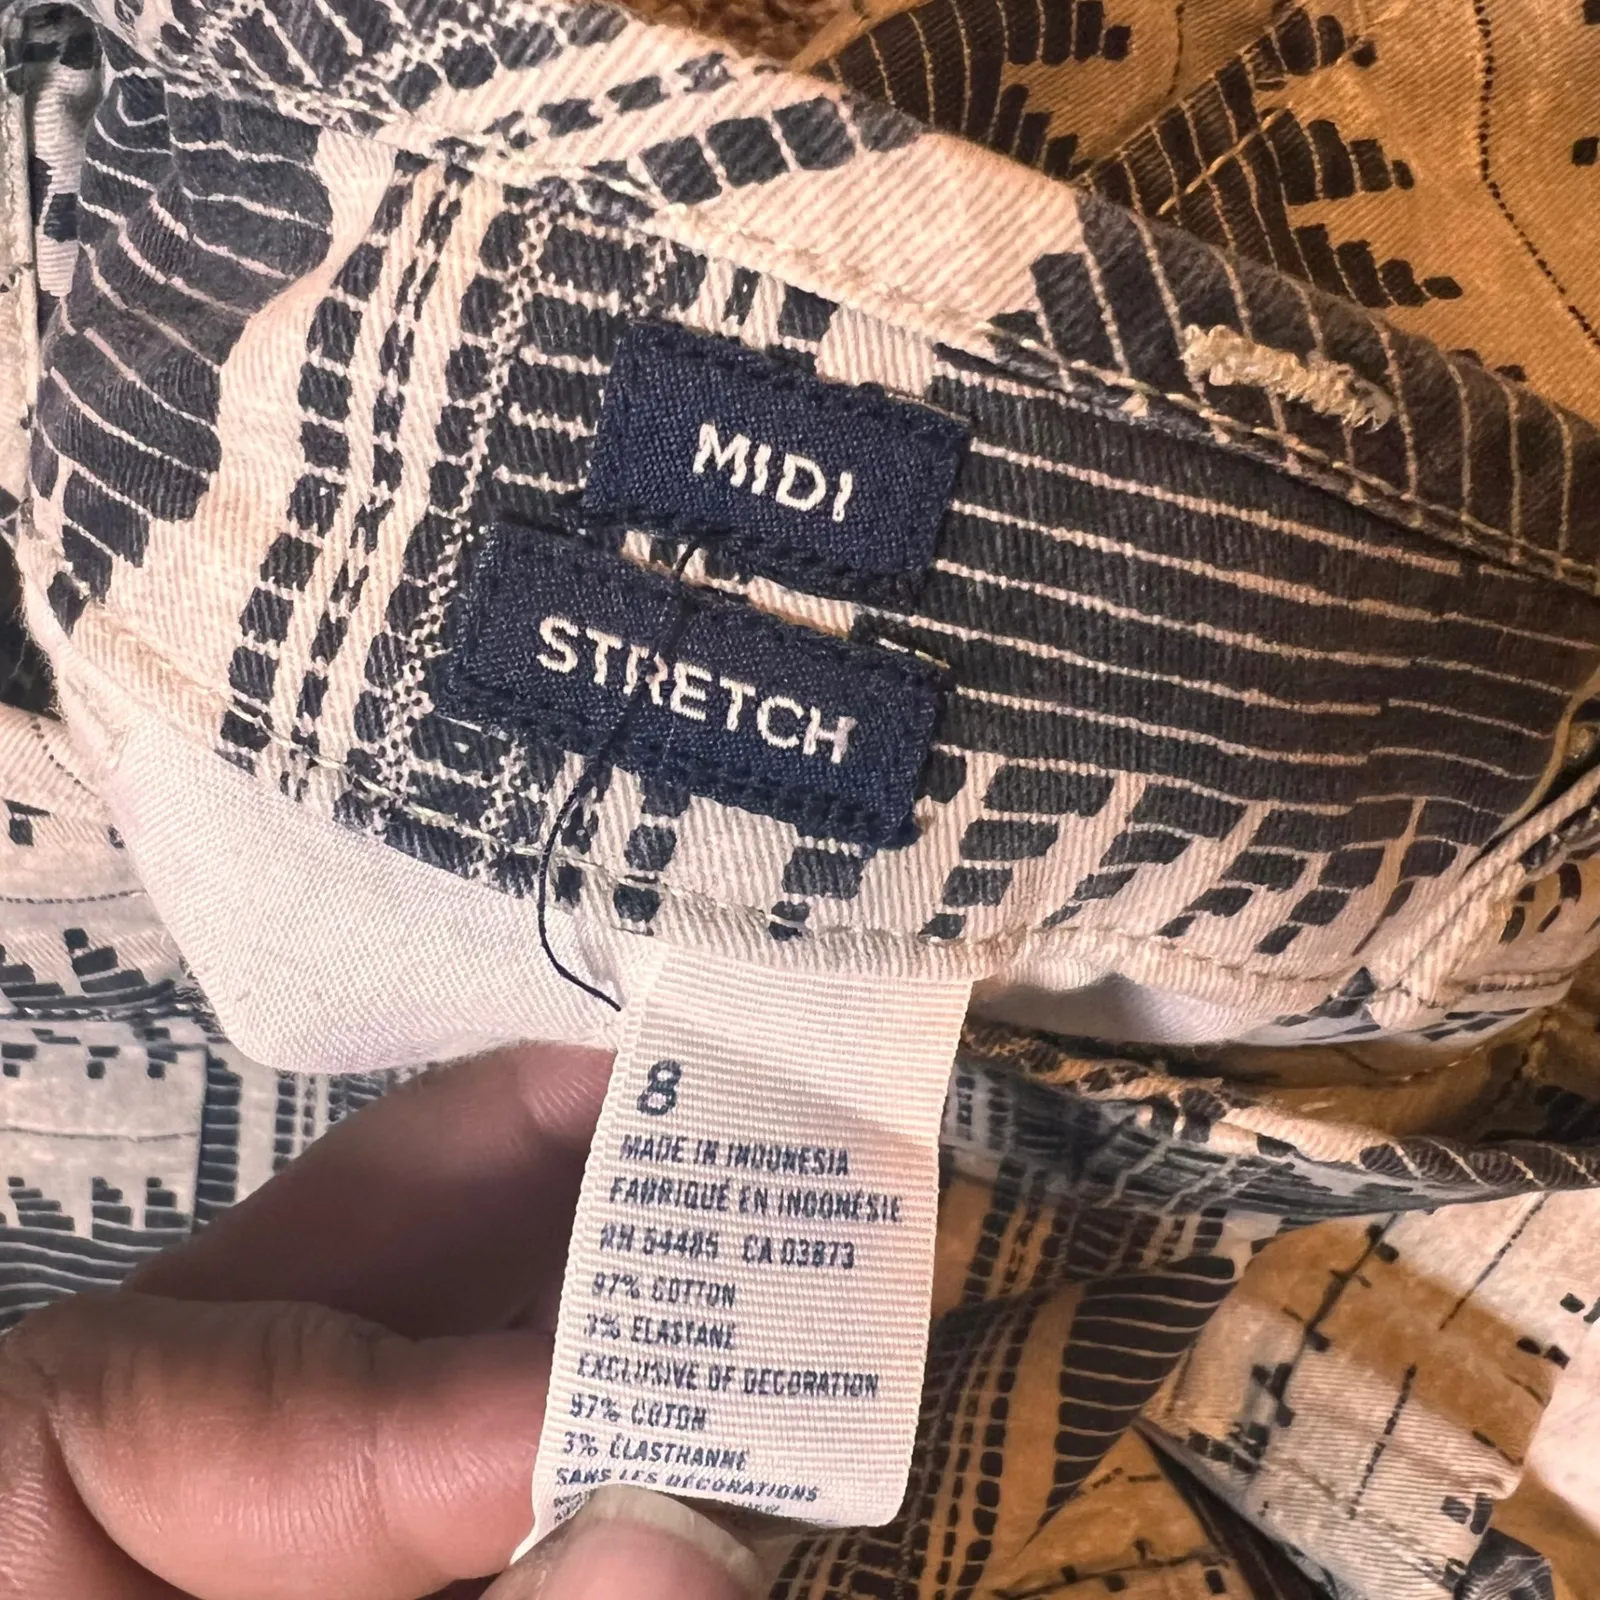 MIDI
STRETCH
8
MADE IN INDONESIA
FABRIQUÉ EN INDONÉSIE
RN 54485 CA 03873
97% COTTON
3% ELASTANE
EXCLUSIVE OF DECORATION
97% COTON
3% ÉLASTHANNE
SANS LES DÉCORATIONS